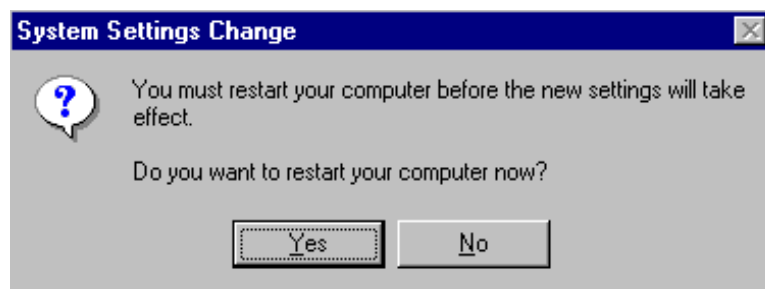 System Settings Change
You must restart your computer before the new settings will take
effect.
Do you want to restart your computer now?
Yes No